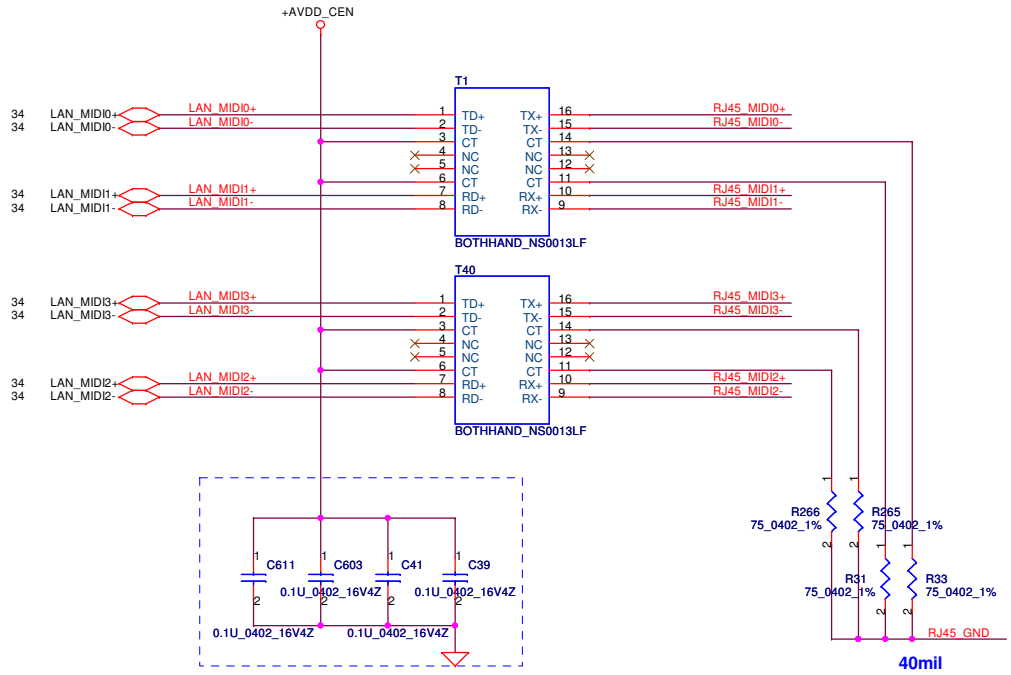 +AVDD_CEN
T1
34 LAN_MIDI0+ LAN_MIDI0+ 1 TD+ TX+ 16 RJ45_MIDI0+
34 LAN_MIDI0- LAN_MIDI0- 2 TD- TX- 15 RJ45_MIDI0-
3 CT CT 14
4 NC NC 13
5 NC NC 12
6 CT CT 11
34 LAN_MIDI1+ LAN_MIDI1+ 7 RD+ RX+ 10 RJ45_MIDI1+
34 LAN_MIDI1- LAN_MIDI1- 8 RD- RX- 9 RJ45_MIDI1-
BOTHHAND_NS0013LF
T40
34 LAN_MIDI3+ LAN_MIDI3+ 1 TD+ TX+ 16 RJ45_MIDI3+
34 LAN_MIDI3- LAN_MIDI3- 2 TD- TX- 15 RJ45_MIDI3-
3 CT CT 14
4 NC NC 13
5 NC NC 12
6 CT CT 11
34 LAN_MIDI2+ LAN_MIDI2+ 7 RD+ RX+ 10 RJ45_MIDI2+
34 LAN_MIDI2- LAN_MIDI2- 8 RD- RX- 9 RJ45_MIDI2-
BOTHHAND_NS0013LF
1 1
R266 R265
75_0402_1% 75_0402_1%
2 2
1 1 1 1 1 1
C611 C603 C41 C39
R31 R33
0.1U_0402_16V4Z 0.1U_0402_16V4Z 75_0402_1% 75_0402_1%
2 2 2 2 2 2
0.1U_0402_16V4Z 0.1U_0402_16V4Z
RJ45_GND
40mil